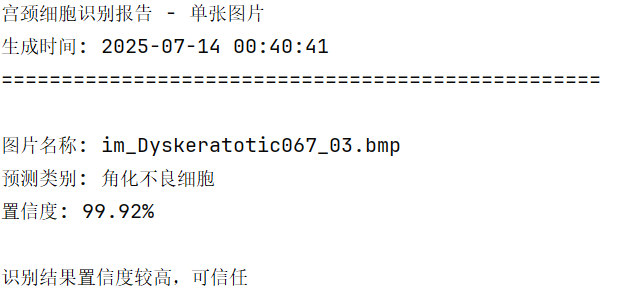 宫颈细胞识别报告 - 单张图片
生成时间: 2025-07-14 00:40:41
==================================================
图片名称: im_Dyskeratotic067_03.bmp
预测类别: 角化不良细胞
置信度: 99.92%
识别结果置信度较高，可信任